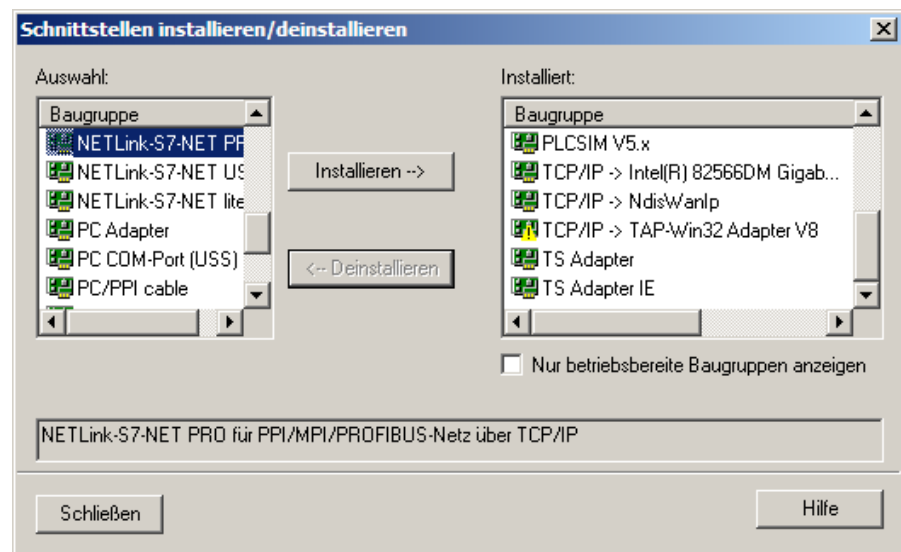 Schnittstellen installieren/deinstallieren
Auswahl:
Baugruppe
NETLink-S7-NET PR
NETLink-S7-NET US
NETLink-S7-NET lite
PC Adapter
PC COM-Port (USS)
PC/PPI cable
Installieren -->
<-- Deinstallieren
Installiert:
Baugruppe
PLCSIM V5.x
TCP/IP -> Intel(R) 82566DM Gigab...
TCP/IP -> NdisWanIp
TCP/IP -> TAP-Win32 Adapter V8
TS Adapter
TS Adapter IE
Nur betriebsbereite Baugruppen anzeigen
NETLink-S7-NET PRO für PPI/MPI/PROFIBUS-Netz über TCP/IP
Schließen
Hilfe